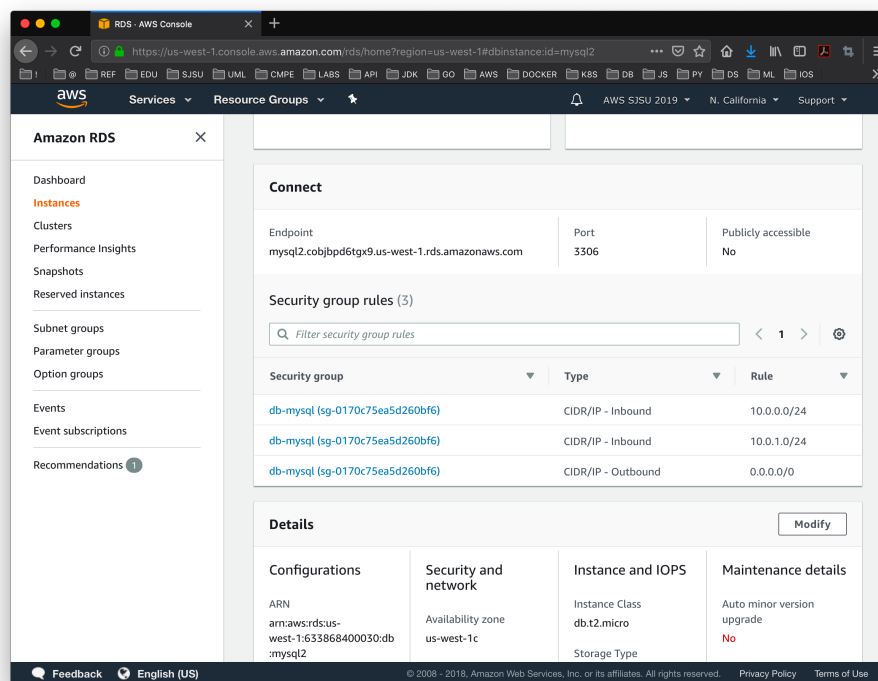 RDS · AWS Console
https://us-west-1.console.aws.amazon.com/rds/home?region=us-west-1#dbinstance:id=mysql2
! @ REF EDU SJSU UML CMPE LABS API JDK GO AWS DOCKER K8S DB JS PY DS ML IOS
aws Services Resource Groups AWS SJSU 2019 N. California Support
Amazon RDS
Dashboard
Instances
Clusters
Performance Insights
Snapshots
Reserved instances
Subnet groups
Parameter groups
Option groups
Events
Event subscriptions
Recommendations 1
Connect
Endpoint
mysql2.cobjbpd6tgx9.us-west-1.rds.amazonaws.com
Port
3306
Publicly accessible
No
Security group rules (3)
Filter security group rules
1
Security group Type Rule
db-mysql (sg-0170c75ea5d260bf6) CIDR/IP - Inbound 10.0.0.0/24
db-mysql (sg-0170c75ea5d260bf6) CIDR/IP - Inbound 10.0.1.0/24
db-mysql (sg-0170c75ea5d260bf6) CIDR/IP - Outbound 0.0.0.0/0
Details
Modify
Configurations
ARN
arn:aws:rds:us-
west-1:633868400030:db
:mysql2
Security and
network
Availability zone
us-west-1c
Instance and IOPS
Instance Class
db.t2.micro
Storage Type
Maintenance details
Auto minor version
upgrade
No
Feedback English (US) © 2008 - 2018, Amazon Web Services, Inc. or its affiliates. All rights reserved. Privacy Policy Terms of Use